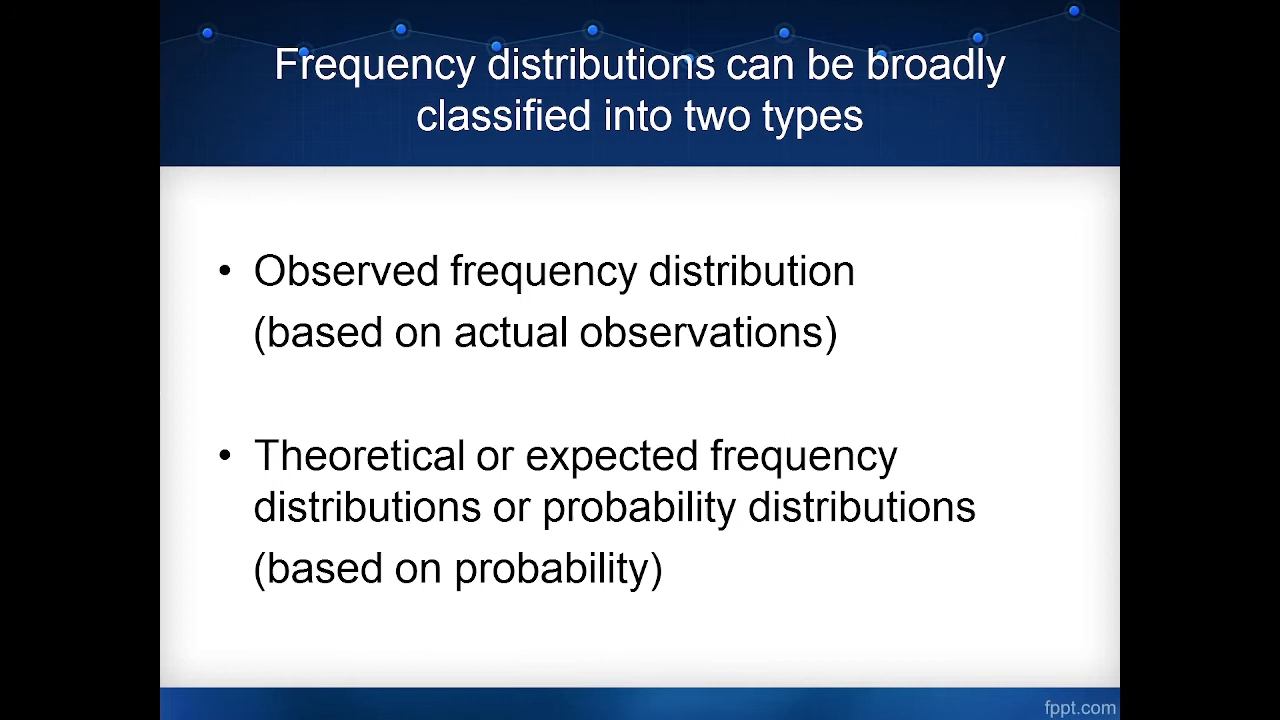 Frequency distributions can be broadly
classified into two types
• Observed frequency distribution
(based on actual observations)
• Theoretical or expected frequency
distributions or probability distributions
(based on probability)
fppt.com